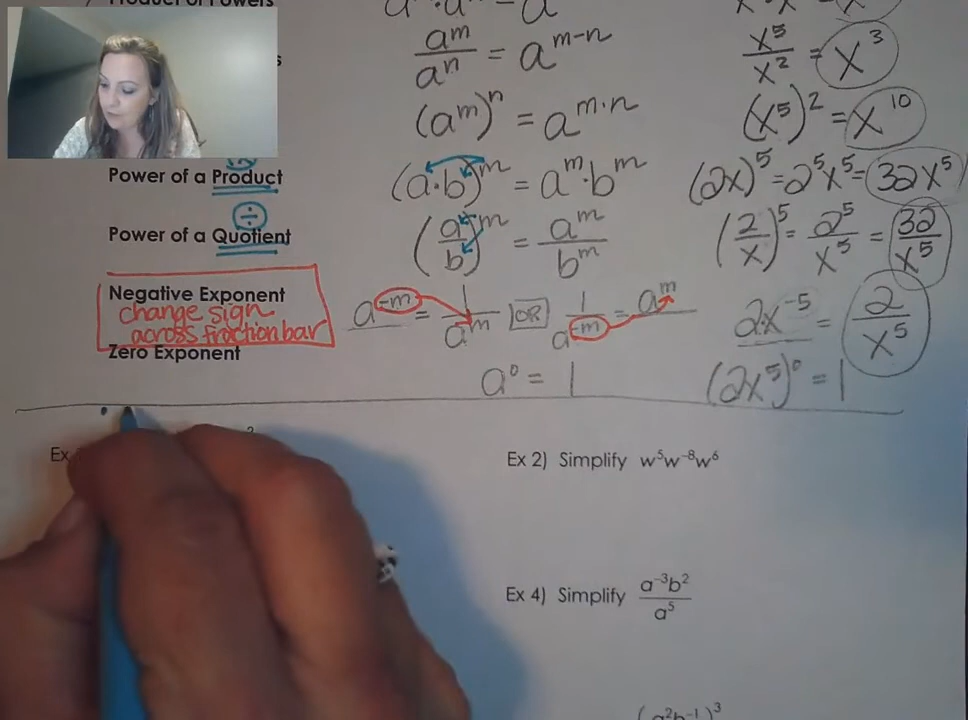 Product of Powers
a^m/a^n = a^(m-n) x^5/x^2 = x^3
(a^m)^n = a^(m·n) (x^5)^2 = x^10
Power of a Product (a·b)^m = a^m·b^m (2x)^5 = 2^5x^5 = 32x^5
÷
Power of a Quotient (a/b)^m = a^m/b^m (2/x)^5 = 2^5/x^5 = 32/x^5
Negative Exponent a^-m = 1/a^m OR 1/a^-m = a^m 2x^-5 = 2/x^5
change sign
across fraction bar
Zero Exponent a^0 = 1 (2x^5)^0 = 1
Ex 2) Simplify w^5w^-8w^6
Ex 4) Simplify a^-3b^2/a^5